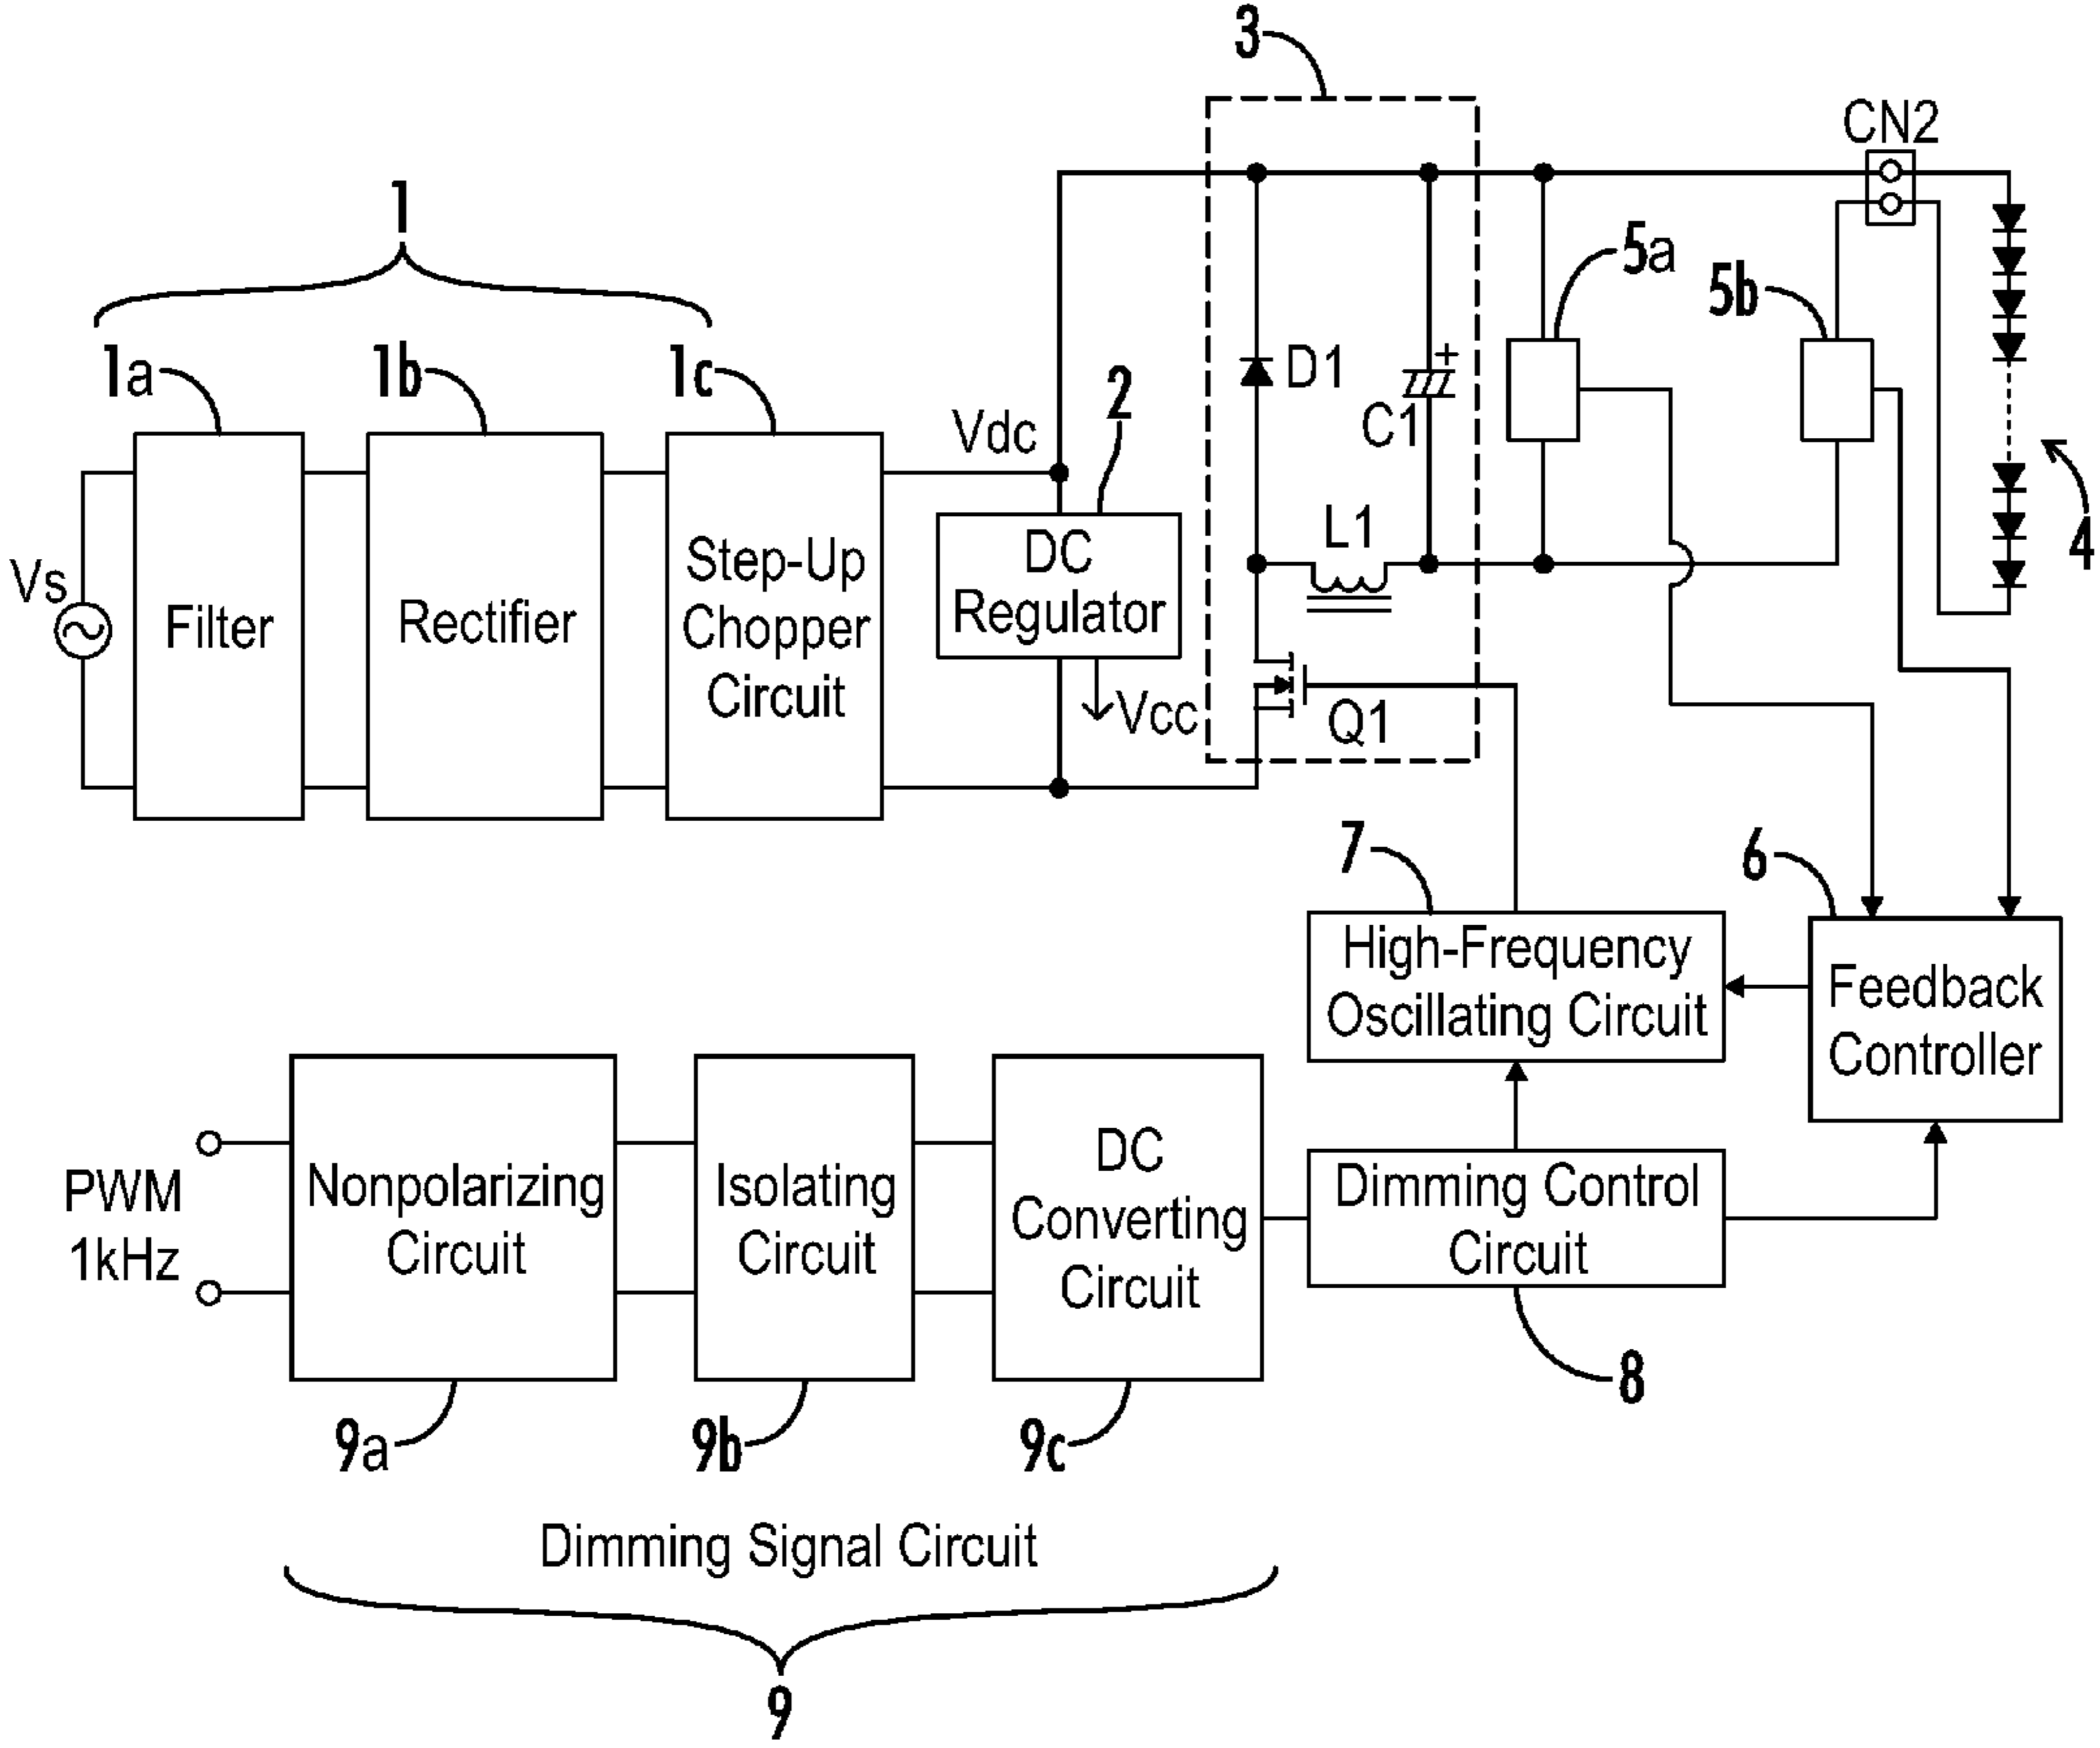 3
CN2
1
5a
5b
1a
1b
1c
2
D1
+
C1
Vdc
4
L1
Vs
Filter
Rectifier
Step-Up
Chopper
Circuit
DC
Regulator
Vcc
Q1
7
6
High-Frequency
Oscillating Circuit
Feedback
Controller
PWM
1kHz
Nonpolarizing
Circuit
Isolating
Circuit
DC
Converting
Circuit
Dimming Control
Circuit
8
9a
9b
9c
Dimming Signal Circuit
9